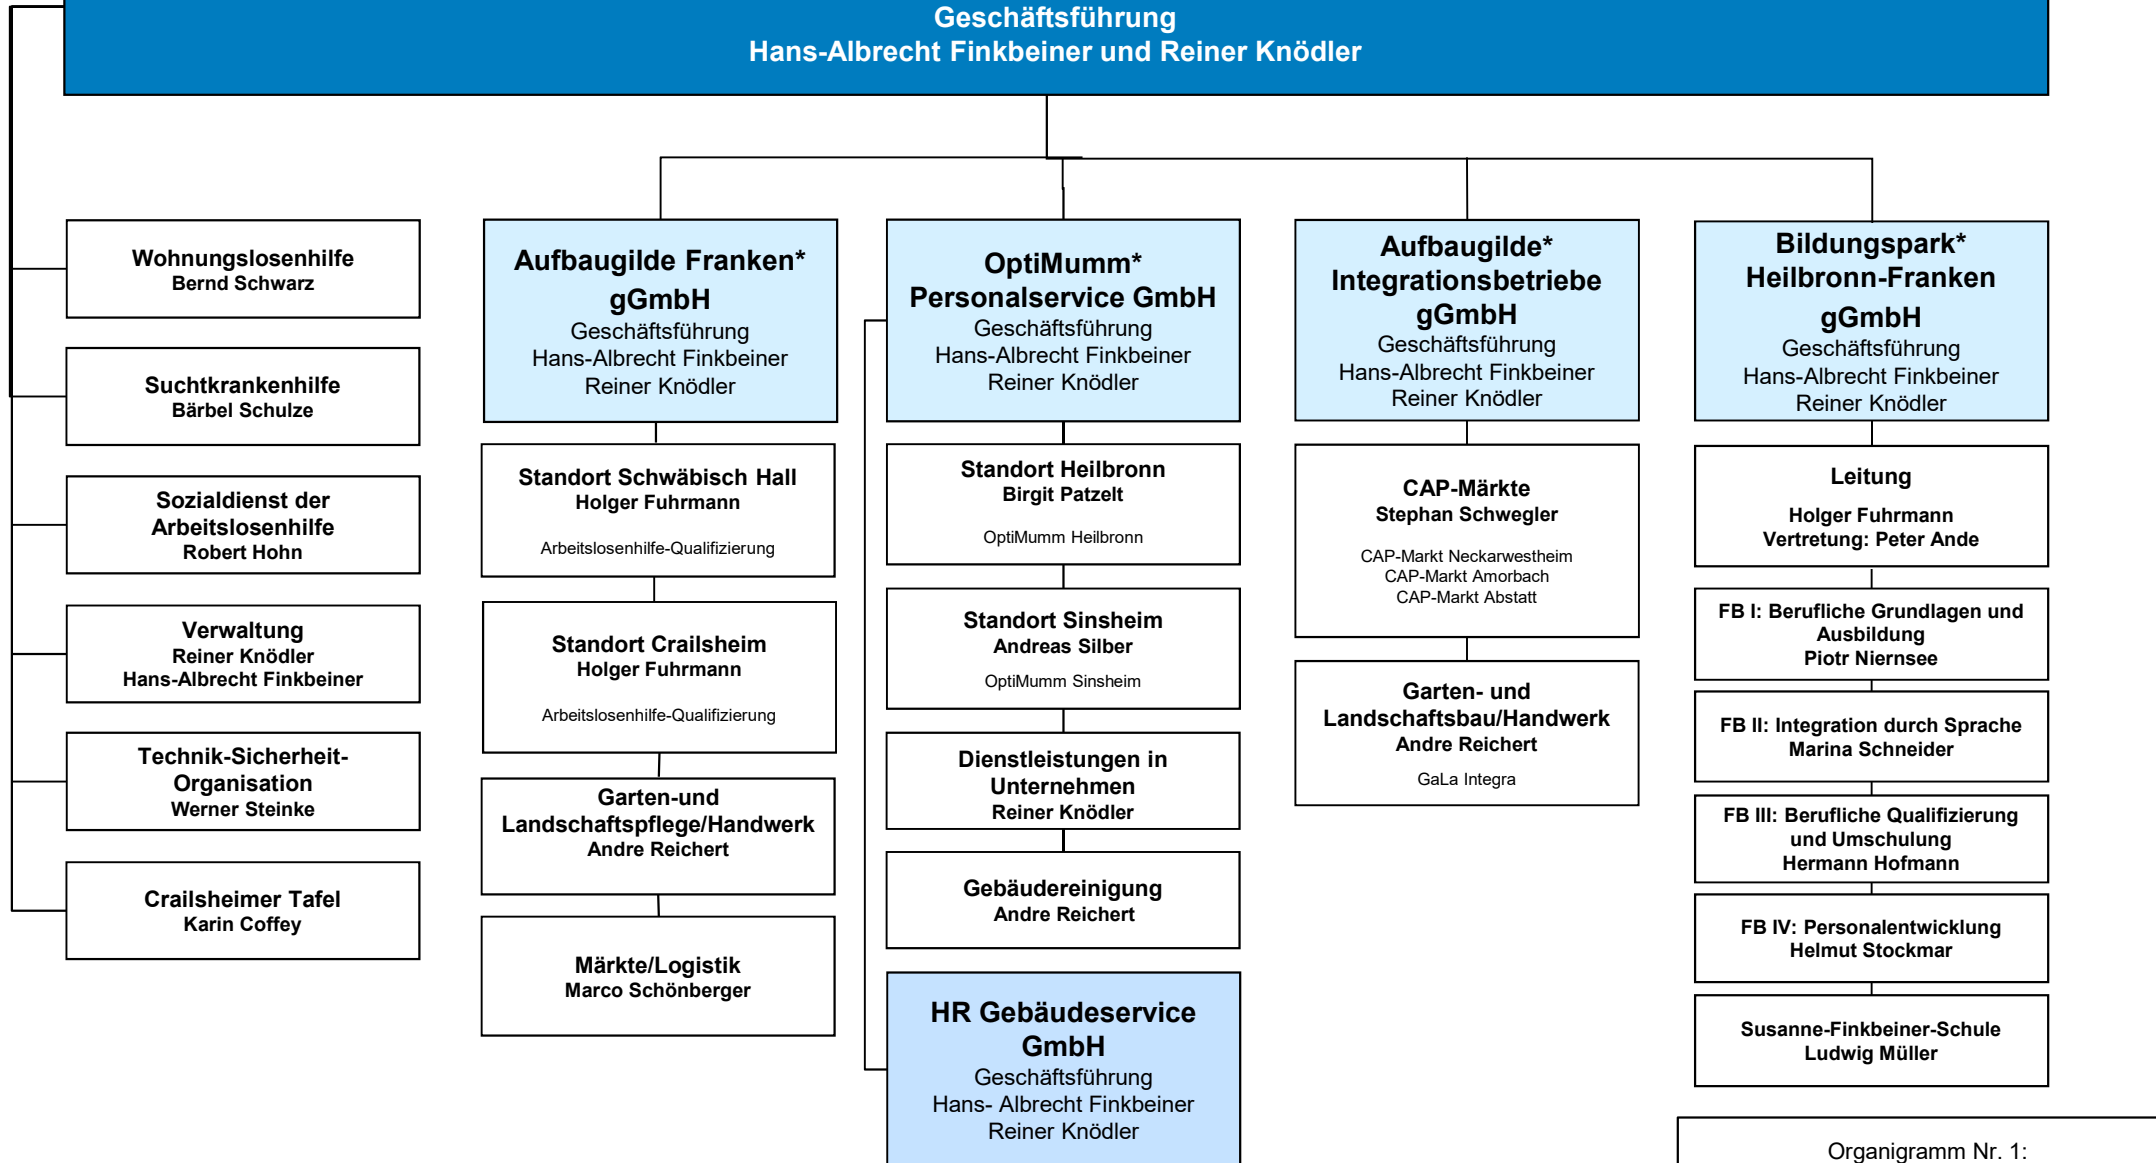 Geschäftsführung
Hans-Albrecht Finkbeiner und Reiner Knödler
Wohnungslosenhilfe
Bernd Schwarz
Suchtkrankenhilfe
Bärbel Schulze
Sozialdienst der
Arbeitslosenhilfe
Robert Hohn
Verwaltung
Reiner Knödler
Hans-Albrecht Finkbeiner
Technik-Sicherheit-
Organisation
Werner Steinke
Crailsheimer Tafel
Karin Coffey
Aufbaugilde Franken*
gGmbH
Geschäftsführung
Hans-Albrecht Finkbeiner
Reiner Knödler
Standort Schwäbisch Hall
Holger Fuhrmann
Arbeitslosenhilfe-Qualifizierung
Standort Crailsheim
Holger Fuhrmann
Arbeitslosenhilfe-Qualifizierung
Garten-und
Landschaftspflege/Handwerk
Andre Reichert
Märkte/Logistik
Marco Schönberger
OptiMumm*
Personalservice GmbH
Geschäftsführung
Hans-Albrecht Finkbeiner
Reiner Knödler
Standort Heilbronn
Birgit Patzelt
OptiMumm Heilbronn
Standort Sinsheim
Andreas Silber
OptiMumm Sinsheim
Dienstleistungen in
Unternehmen
Reiner Knödler
Gebäudereinigung
Andre Reichert
HR Gebäudeservice
GmbH
Geschäftsführung
Hans- Albrecht Finkbeiner
Reiner Knödler
Aufbaugilde*
Integrationsbetriebe
gGmbH
Geschäftsführung
Hans-Albrecht Finkbeiner
Reiner Knödler
CAP-Märkte
Stephan Schwegler
CAP-Markt Neckarwestheim
CAP-Markt Amorbach
CAP-Markt Abstatt
Garten- und
Landschaftsbau/Handwerk
Andre Reichert
GaLa Integra
Bildungspark*
Heilbronn-Franken
gGmbH
Geschäftsführung
Hans-Albrecht Finkbeiner
Reiner Knödler
Leitung
Holger Fuhrmann
Vertretung: Peter Ande
FB I: Berufliche Grundlagen und
Ausbildung
Piotr Niernsee
FB II: Integration durch Sprache
Marina Schneider
FB III: Berufliche Qualifizierung
und Umschulung
Hermann Hofmann
FB IV: Personalentwicklung
Helmut Stockmar
Susanne-Finkbeiner-Schule
Ludwig Müller
Organigramm Nr. 1: